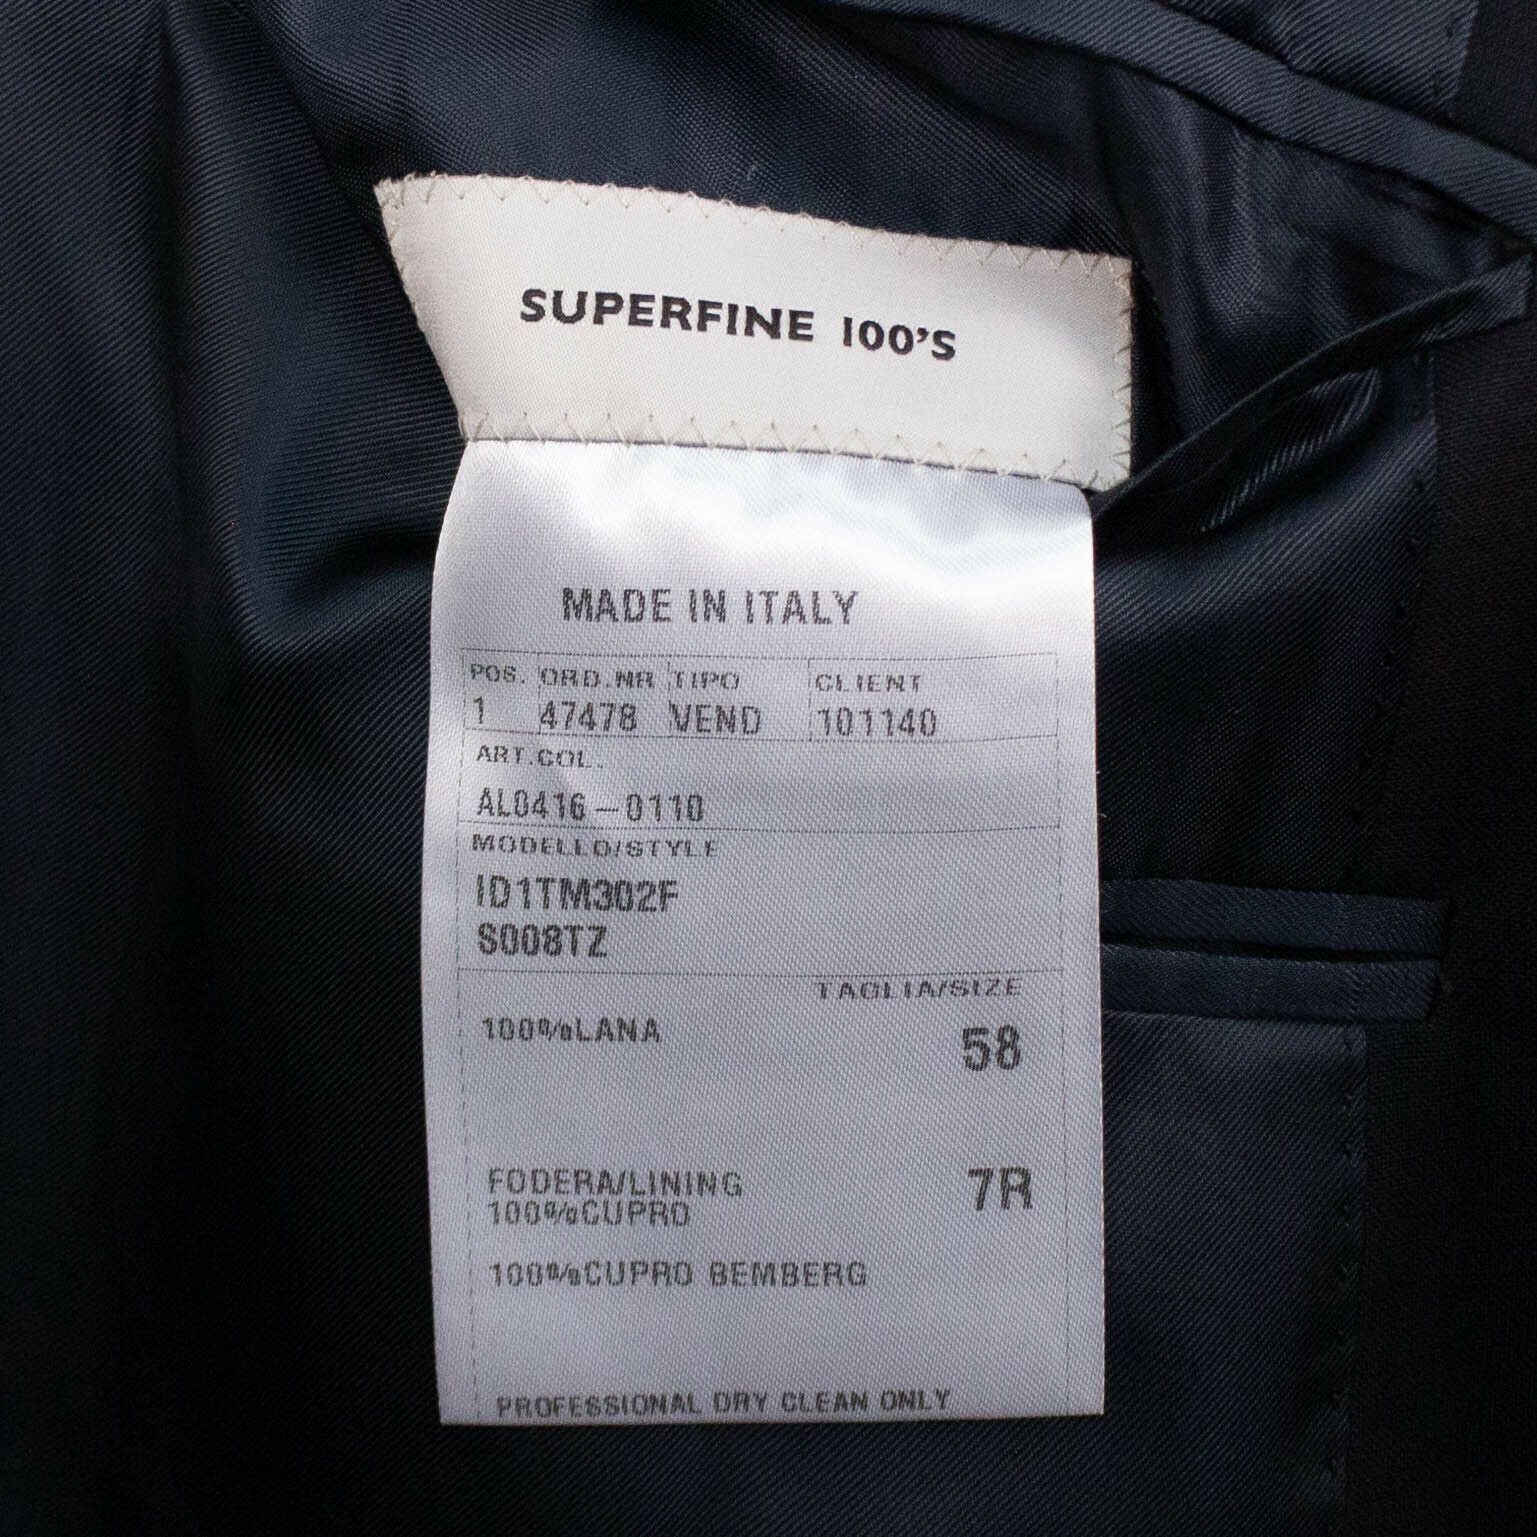 SUPERFINE 100'S
MADE IN ITALY
POS. ORD.NR TIPO CLIENT
1 47478 VEND 101140
ART.COL.
AL0416-0110
MODELLO/STYLE
ID1TM302F
S008TZ
TAGLIA/SIZE
100%LANA 58
FODERA/LINING 7R
100%CUPRO
100%CUPRO BEMBERG
PROFESSIONAL DRY CLEAN ONLY